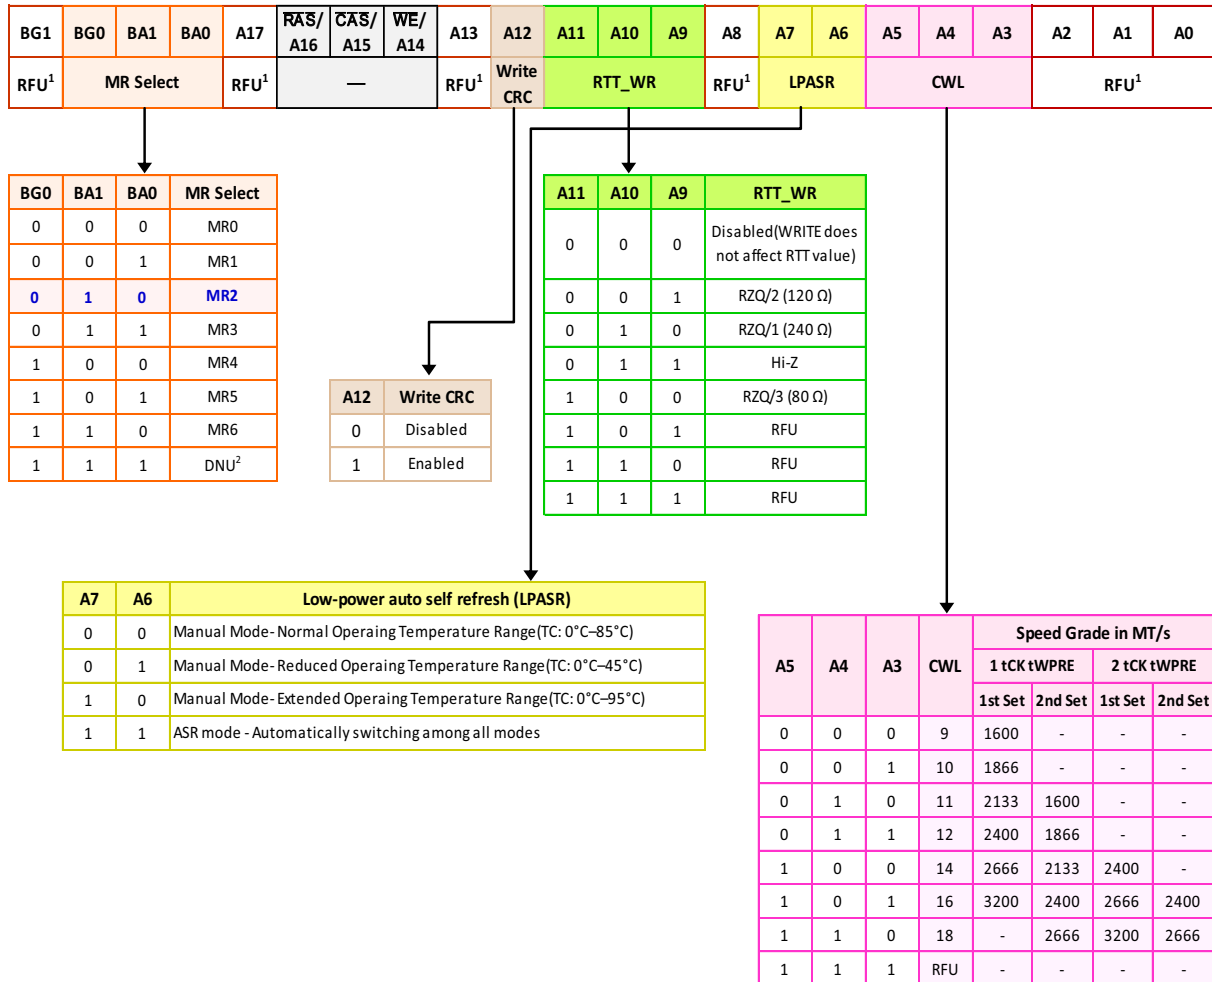 BG1 BG0 BA1 BA0 A17 RAS/ A16 CAS/ A15 WE/ A14 A13 A12 A11 A10 A9 A8 A7 A6 A5 A4 A3 A2 A1 A0
RFU1 MR Select RFU1 — RFU1 Write CRC RTT_WR RFU1 LPASR CWL RFU1
BG0 BA1 BA0 MR Select
0 0 0 MR0
0 0 1 MR1
0 1 0 MR2
0 1 1 MR3
1 0 0 MR4
1 0 1 MR5
1 1 0 MR6
1 1 1 DNU2
A12 Write CRC
0 Disabled
1 Enabled
A11 A10 A9 RTT_WR
0 0 0 Disabled(WRITE does not affect RTT value)
0 0 1 RZQ/2 (120 Ω)
0 1 0 RZQ/1 (240 Ω)
0 1 1 Hi-Z
1 0 0 RZQ/3 (80 Ω)
1 0 1 RFU
1 1 0 RFU
1 1 1 RFU
A7 A6 Low-power auto self refresh (LPASR)
0 0 Manual Mode- Normal Operaing Temperature Range(TC: 0°C–85°C)
0 1 Manual Mode- Reduced Operaing Temperature Range(TC: 0°C–45°C)
1 0 Manual Mode- Extended Operaing Temperature Range(TC: 0°C–95°C)
1 1 ASR mode - Automatically switching among all modes
A5 A4 A3 CWL Speed Grade in MT/s
1 tCK tWPRE 2 tCK tWPRE
1st Set 2nd Set 1st Set 2nd Set
0 0 0 9 1600 - - -
0 0 1 10 1866 - - -
0 1 0 11 2133 1600 - -
0 1 1 12 2400 1866 - -
1 0 0 14 2666 2133 2400 -
1 0 1 16 3200 2400 2666 2400
1 1 0 18 - 2666 3200 2666
1 1 1 RFU - - - -